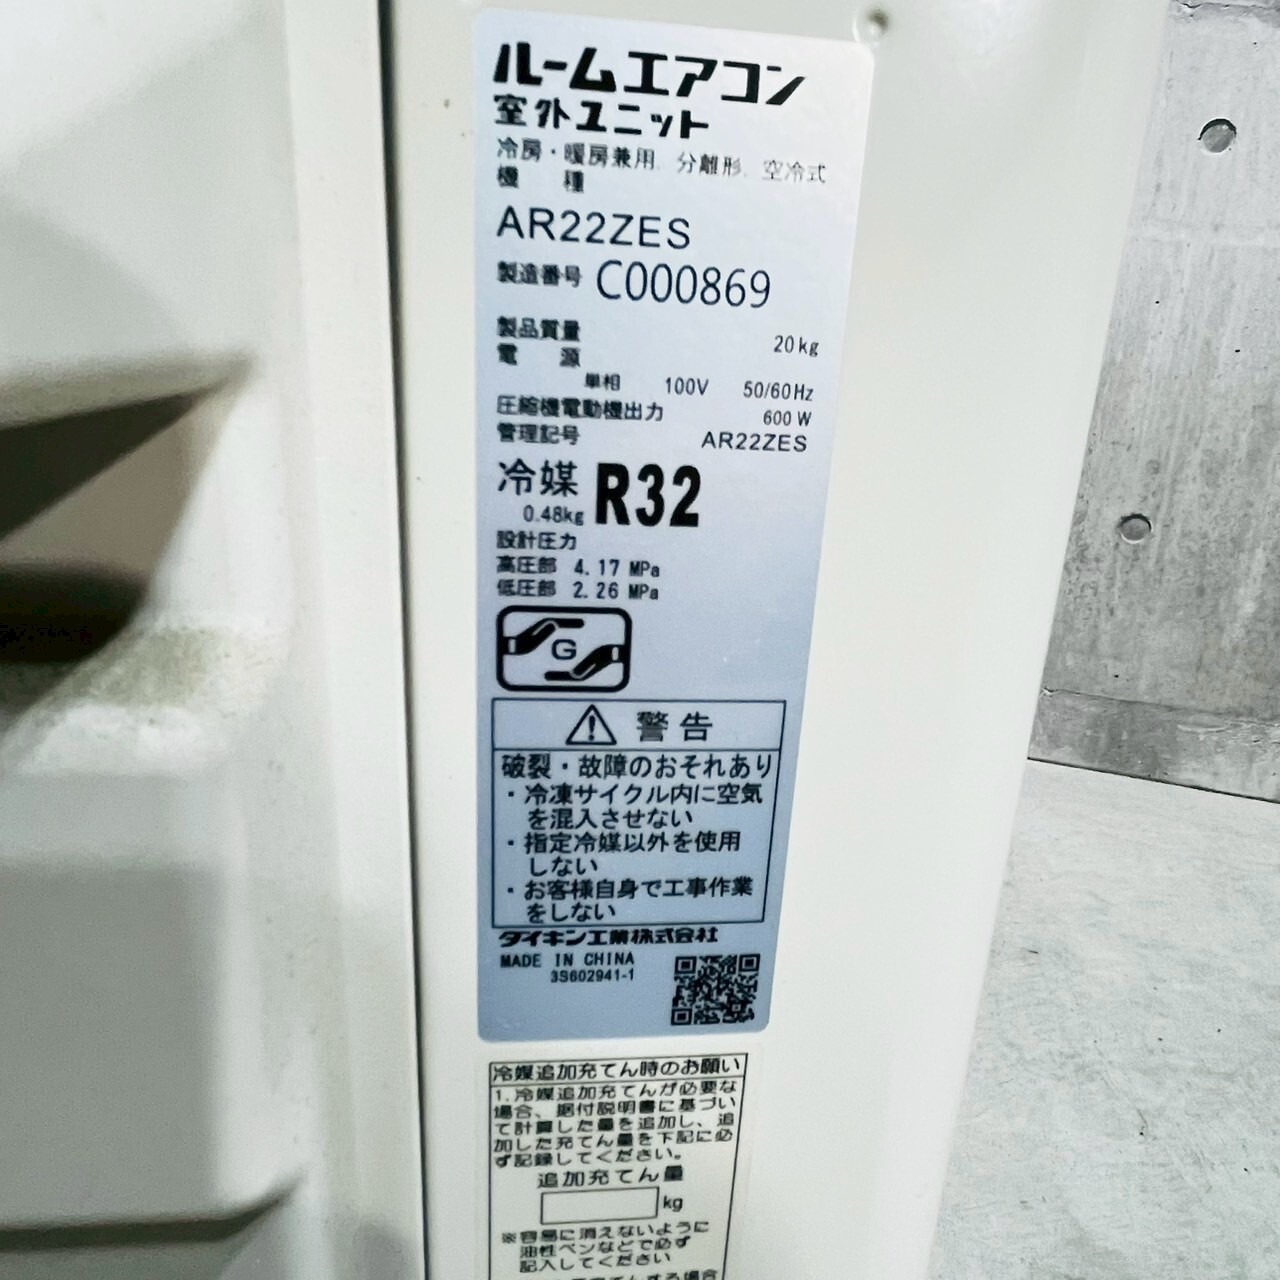 ルームエアコン
室外ユニット
冷房・暖房兼用, 分離形, 空冷式
機 種
AR22ZES
製造番号 C000869
製品質量 20kg
電 源
単相 100V 50/60Hz
圧縮機電動機出力 600 W
管理記号 AR22ZES
冷媒 R32
0.48kg
設計圧力
高圧部 4.17 MPa
低圧部 2.26 MPa
G
警告
破裂・故障のおそれあり
・冷凍サイクル内に空気
を混入させない
・指定冷媒以外を使用
しない
・お客様自身で工事作業
をしない
ダイキン工業株式会社
MADE IN CHINA
3S602941-1
冷媒追加充てん時のお願い
1.冷媒追加充てんが必要な
場合、据付説明書に基づい
て計算した量を追加し、追
加した充てん量を下記に必
ず記録してください。
追加充てん量
kg
※容易に消えないように
油性ペンなどで必ず
記入してください
てんする場合